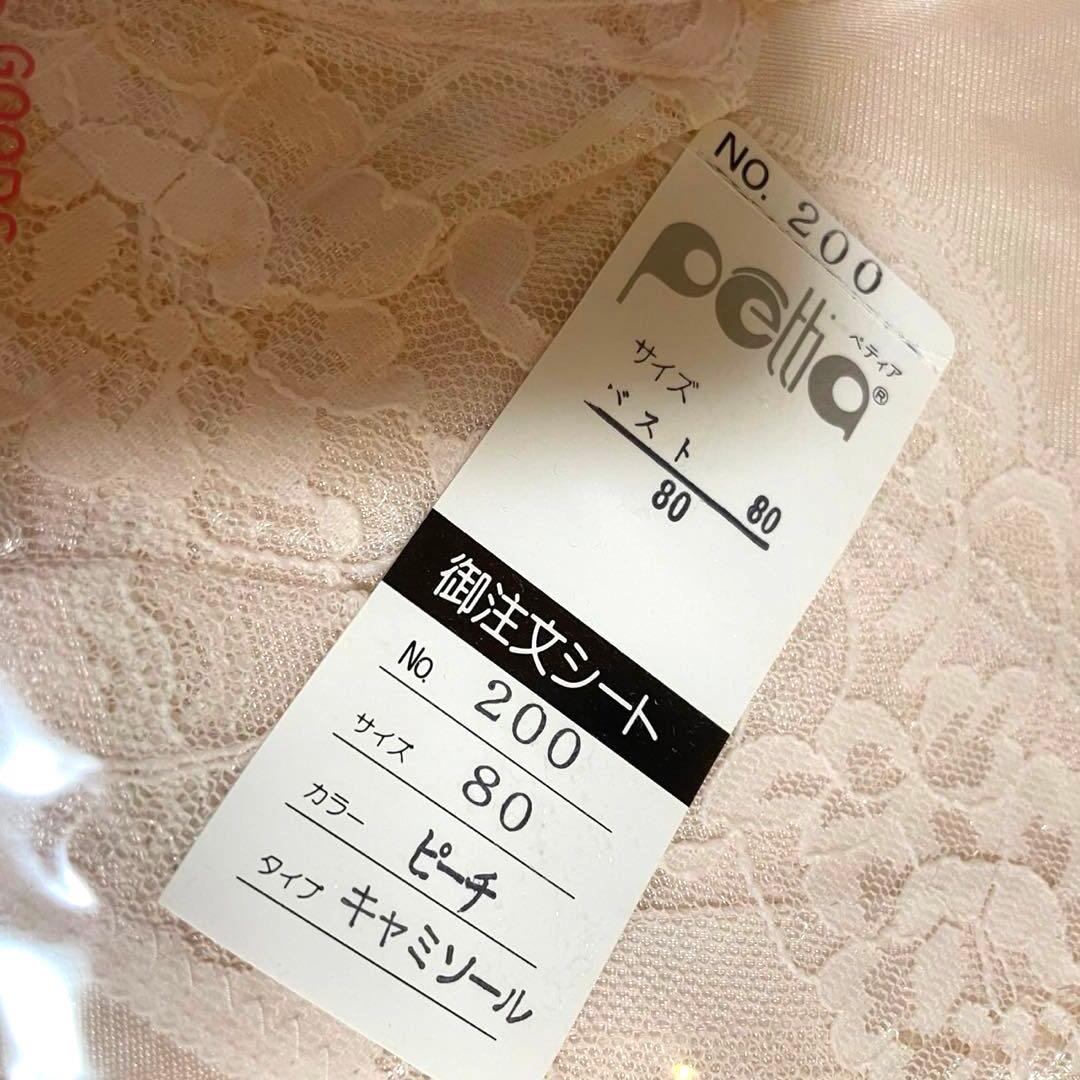 GOODS
NO. 200
pettia®
ペティア
サイズ
バスト 80
80
御注文シート
NO. 200
サイズ 80
カラー ピーチ
タイプ キャミソール